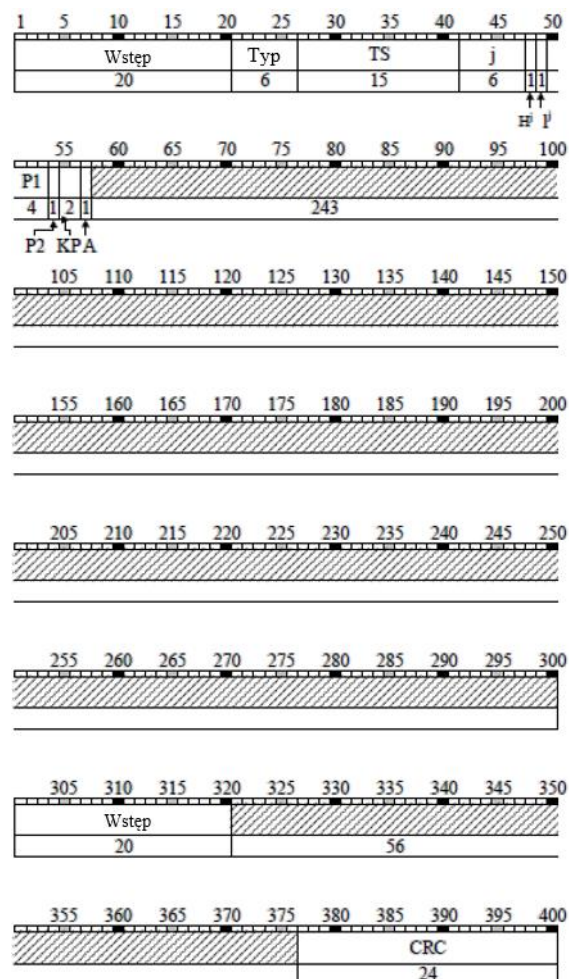 1 5 10 15 20 25 30 35 40 45 50
Wstęp Typ TS j
20 6 15 6 1 1
H^j I^j
55 60 65 70 75 80 85 90 95 100
P1
4 1 2 1 243
P2 KP A
105 110 115 120 125 130 135 140 145 150
155 160 165 170 175 180 185 190 195 200
205 210 215 220 225 230 235 240 245 250
255 260 265 270 275 280 285 290 295 300
305 310 315 320 325 330 335 340 345 350
Wstęp
20 56
355 360 365 370 375 380 385 390 395 400
CRC
24